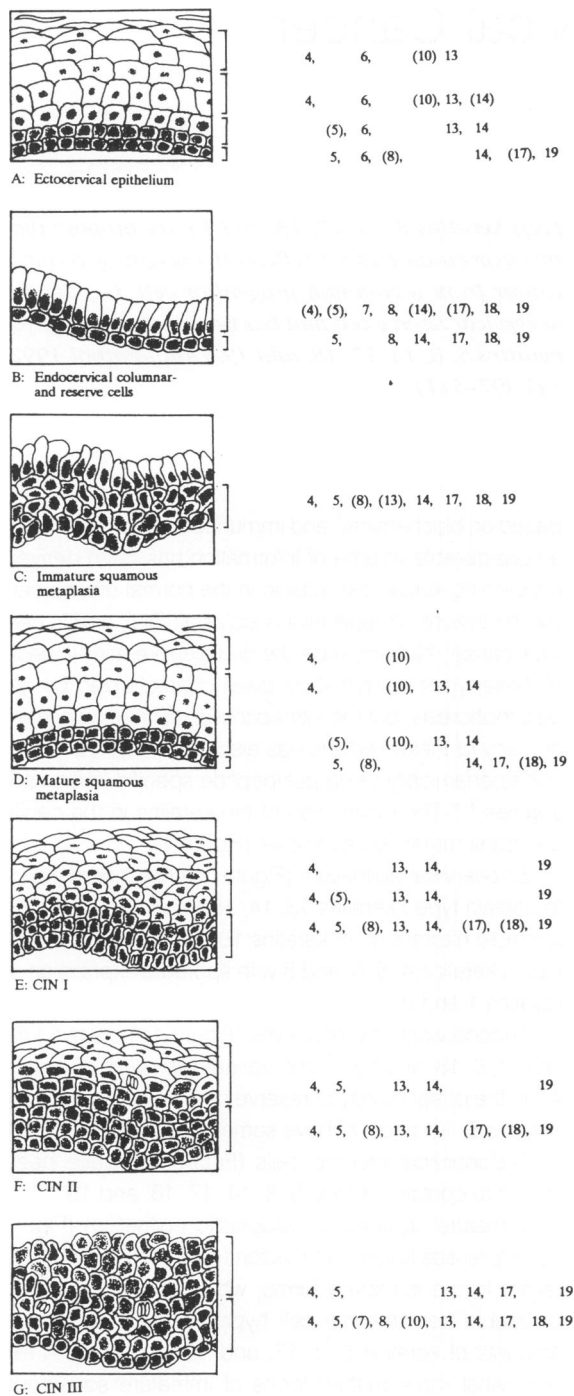 4, 6, (10) 13
4, 6, (10), 13, (14)
(5), 6, 13, 14
5, 6, (8), 14, (17), 19
A: Ectocervical epithelium
(4), (5), 7, 8, (14), (17), 18, 19
5, 8, 14, 17, 18, 19
B: Endocervical columnar-
and reserve cells
4, 5, (8), (13), 14, 17, 18, 19
C: Immature squamous
metaplasia
4, (10)
4, (10), 13, 14
(5), (10), 13, 14
5, (8), 14, 17, (18), 19
D: Mature squamous
metaplasia
4, 13, 14, 19
4, (5), 13, 14, 19
4, 5, (8), 13, 14, (17), (18), 19
E: CIN I
4, 5, 13, 14, 19
4, 5, (8), 13, 14, (17), (18), 19
F: CIN II
4, 5, 13, 14, 17, 19
4, 5, (7) 8, (10), 13, 14, 17, 18, 19
G: CIN III